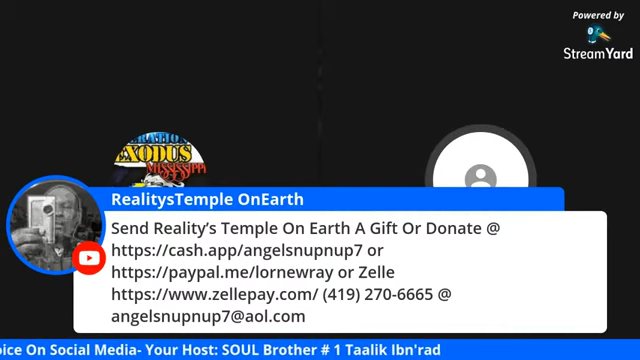 Powered by
StreamYard
EXODUS
MISSISSIPPI
RealitysTemple OnEarth
Send Reality's Temple On Earth A Gift Or Donate @
https://cash.app/angelsnupnup7 or
https://paypal.me/lornewray or Zelle
https://www.zellepay.com/ (419) 270-6665 @
angelsnupnup7@aol.com
oice On Social Media- Your Host: SOUL Brother # 1 Taalik Ibn'rad